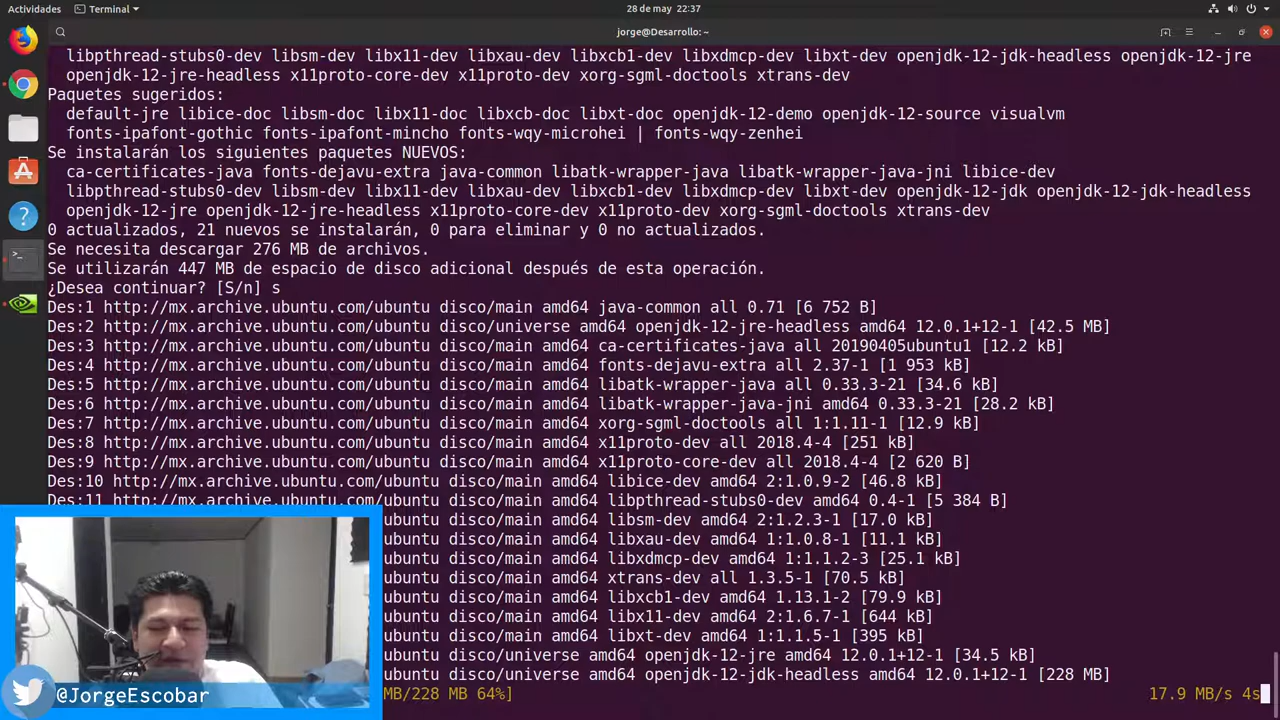 Actividades Terminal 28 de may 22:37
jorge@Desarrollo: ~
libpthread-stubs0-dev libsm-dev libx11-dev libxau-dev libxcb1-dev libxdmcp-dev libxt-dev openjdk-12-jdk-headless openjdk-12-jre
openjdk-12-jre-headless x11proto-core-dev x11proto-dev xorg-sgml-doctools xtrans-dev
Paquetes sugeridos:
default-jre libice-doc libsm-doc libx11-doc libxcb-doc libxt-doc openjdk-12-demo openjdk-12-source visualvm
fonts-ipafont-gothic fonts-ipafont-mincho fonts-wqy-microhei | fonts-wqy-zenhei
Se instalarán los siguientes paquetes NUEVOS:
ca-certificates-java fonts-dejavu-extra java-common libatk-wrapper-java libatk-wrapper-java-jni libice-dev
libpthread-stubs0-dev libsm-dev libx11-dev libxau-dev libxcb1-dev libxdmcp-dev libxt-dev openjdk-12-jdk openjdk-12-jdk-headless
openjdk-12-jre openjdk-12-jre-headless x11proto-core-dev x11proto-dev xorg-sgml-doctools xtrans-dev
0 actualizados, 21 nuevos se instalarán, 0 para eliminar y 0 no actualizados.
Se necesita descargar 276 MB de archivos.
Se utilizarán 447 MB de espacio de disco adicional después de esta operación.
¿Desea continuar? [S/n] s
Des:1 http://mx.archive.ubuntu.com/ubuntu disco/main amd64 java-common all 0.71 [6 752 B]
Des:2 http://mx.archive.ubuntu.com/ubuntu disco/universe amd64 openjdk-12-jre-headless amd64 12.0.1+12-1 [42.5 MB]
Des:3 http://mx.archive.ubuntu.com/ubuntu disco/main amd64 ca-certificates-java all 20190405ubuntu1 [12.2 kB]
Des:4 http://mx.archive.ubuntu.com/ubuntu disco/main amd64 fonts-dejavu-extra all 2.37-1 [1 953 kB]
Des:5 http://mx.archive.ubuntu.com/ubuntu disco/main amd64 libatk-wrapper-java all 0.33.3-21 [34.6 kB]
Des:6 http://mx.archive.ubuntu.com/ubuntu disco/main amd64 libatk-wrapper-java-jni amd64 0.33.3-21 [28.2 kB]
Des:7 http://mx.archive.ubuntu.com/ubuntu disco/main amd64 xorg-sgml-doctools all 1:1.11-1 [12.9 kB]
Des:8 http://mx.archive.ubuntu.com/ubuntu disco/main amd64 x11proto-dev all 2018.4-4 [251 kB]
Des:9 http://mx.archive.ubuntu.com/ubuntu disco/main amd64 x11proto-core-dev all 2018.4-4 [2 620 B]
Des:10 http://mx.archive.ubuntu.com/ubuntu disco/main amd64 libice-dev amd64 2:1.0.9-2 [46.8 kB]
Des:11 http://mx.archive.ubuntu.com/ubuntu disco/main amd64 libpthread-stubs0-dev amd64 0.4-1 [5 384 B]
ubuntu disco/main amd64 libsm-dev amd64 2:1.2.3-1 [17.0 kB]
ubuntu disco/main amd64 libxau-dev amd64 1:1.0.8-1 [11.1 kB]
ubuntu disco/main amd64 libxdmcp-dev amd64 1:1.1.2-3 [25.1 kB]
ubuntu disco/main amd64 xtrans-dev all 1.3.5-1 [70.5 kB]
ubuntu disco/main amd64 libxcb1-dev amd64 1.13.1-2 [79.9 kB]
ubuntu disco/main amd64 libx11-dev amd64 2:1.6.7-1 [644 kB]
ubuntu disco/main amd64 libxt-dev amd64 1:1.1.5-1 [395 kB]
ubuntu disco/universe amd64 openjdk-12-jre amd64 12.0.1+12-1 [34.5 kB]
ubuntu disco/universe amd64 openjdk-12-jdk-headless amd64 12.0.1+12-1 [228 MB]
MB/228 MB 64%] 17.9 MB/s 4s
@JorgeEscobar